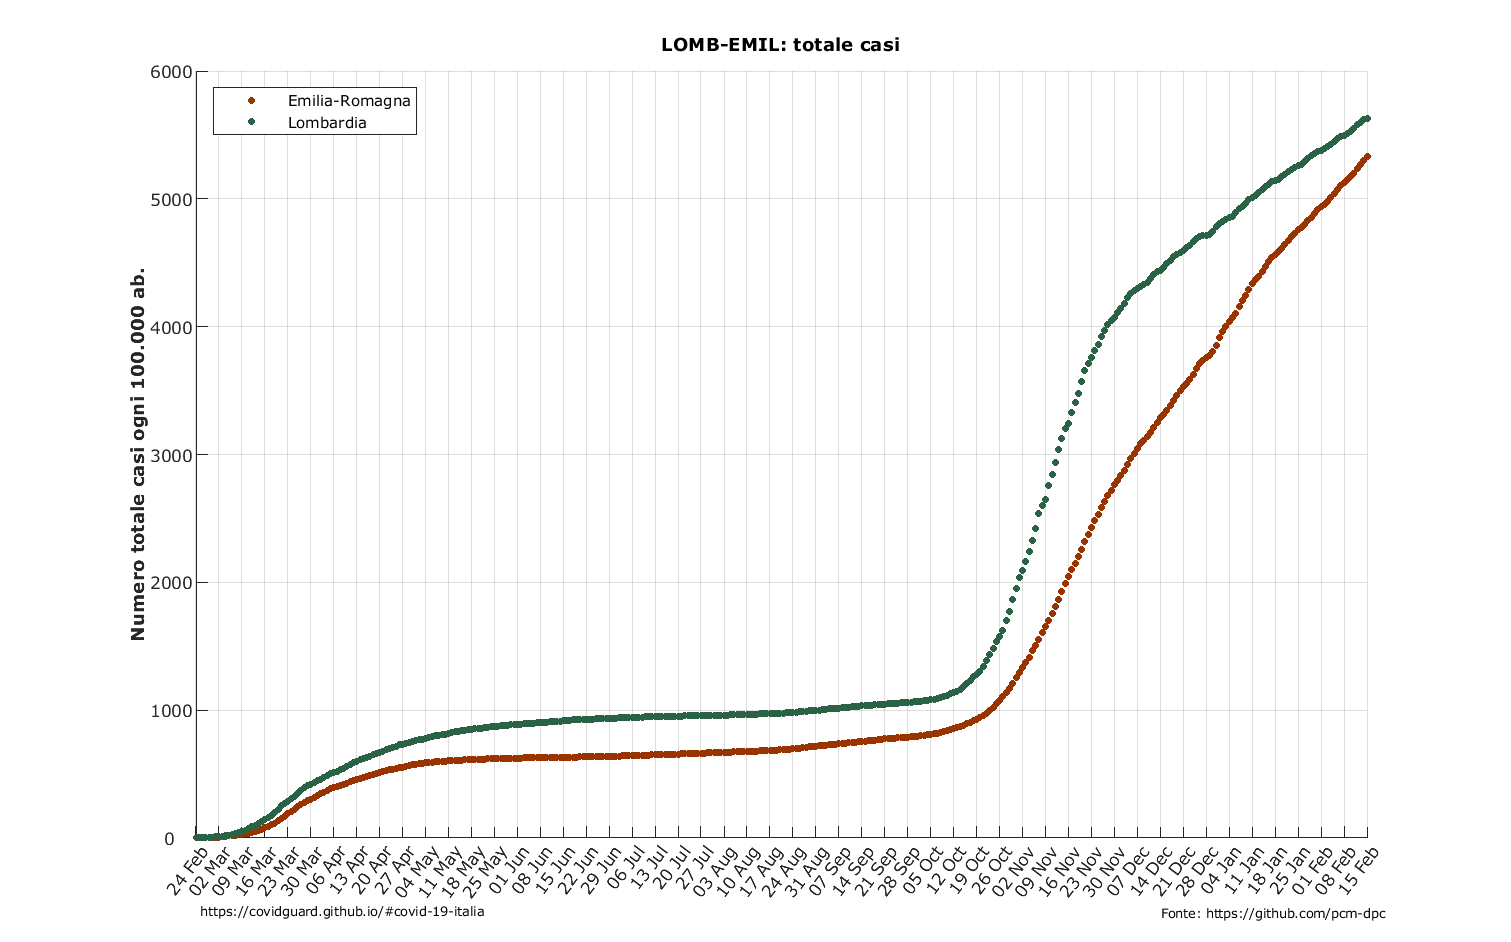 LOMB-EMIL: totale casi
Emilia-Romagna
Lombardia
Numero totale casi ogni 100.000 ab.
6000
5000
4000
3000
2000
1000
0
24 Feb
02 Mar
09 Mar
16 Mar
23 Mar
30 Mar
06 Apr
13 Apr
20 Apr
27 Apr
04 May
11 May
18 May
25 May
01 Jun
08 Jun
15 Jun
22 Jun
29 Jun
06 Jul
13 Jul
20 Jul
27 Jul
03 Aug
10 Aug
17 Aug
24 Aug
31 Aug
07 Sep
14 Sep
21 Sep
28 Sep
05 Oct
12 Oct
19 Oct
26 Oct
02 Nov
09 Nov
16 Nov
23 Nov
30 Nov
07 Dec
14 Dec
21 Dec
28 Dec
04 Jan
11 Jan
18 Jan
25 Jan
01 Feb
08 Feb
15 Feb
https://covidguard.github.io/#covid-19-italia
Fonte: https://github.com/pcm-dpc